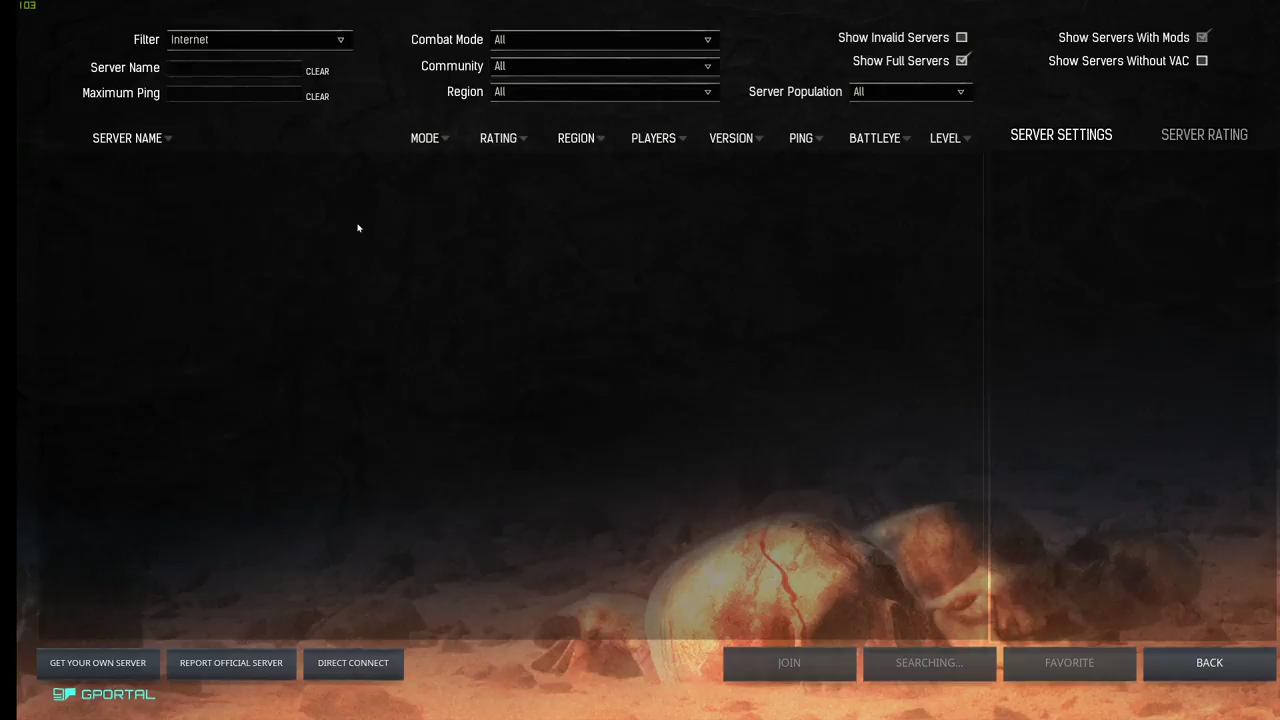 103
Filter Internet Combat Mode All Show Invalid Servers Show Servers With Mods
Server Name CLEAR Community All Show Full Servers Show Servers Without VAC
Maximum Ping CLEAR Region All Server Population All
SERVER NAME MODE RATING REGION PLAYERS VERSION PING BATTLEYE LEVEL SERVER SETTINGS SERVER RATING
GET YOUR OWN SERVER REPORT OFFICIAL SERVER DIRECT CONNECT JOIN SEARCHING... FAVORITE BACK
GPORTAL